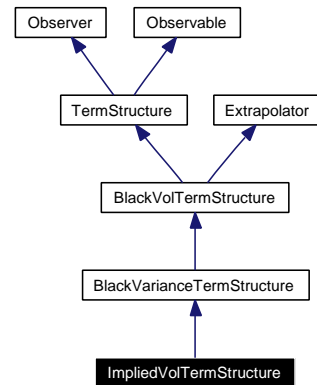 Observer
Observable
TermStructure
Extrapolator
BlackVolTermStructure
BlackVarianceTermStructure
ImpliedVolTermStructure